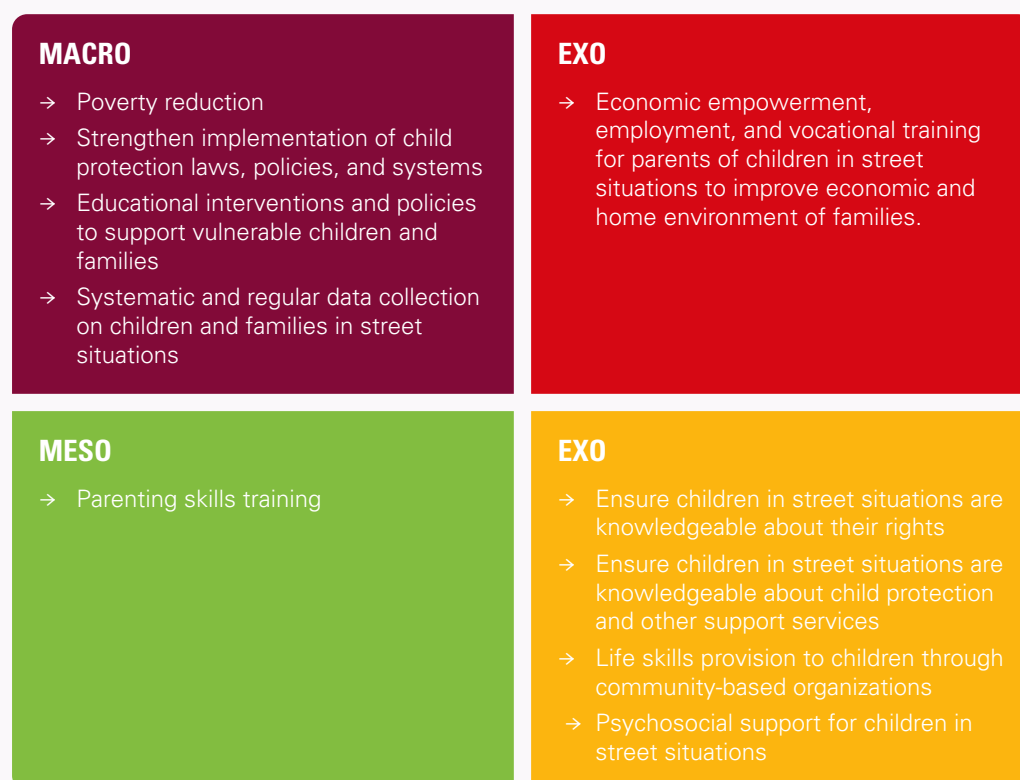 MACRO
→ Poverty reduction
→ Strengthen implementation of child
protection laws, policies, and systems
→ Educational interventions and policies
to support vulnerable children and
families
→ Systematic and regular data collection
on children and families in street
situations
EXO
→ Economic empowerment,
employment, and vocational training
for parents of children in street
situations to improve economic and
home environment of families.
MESO
→ Parenting skills training
EXO
→ Ensure children in street situations are
knowledgeable about their rights
→ Ensure children in street situations are
knowledgeable about child protection
and other support services
→ Life skills provision to children through
community-based organizations
→ Psychosocial support for children in
street situations